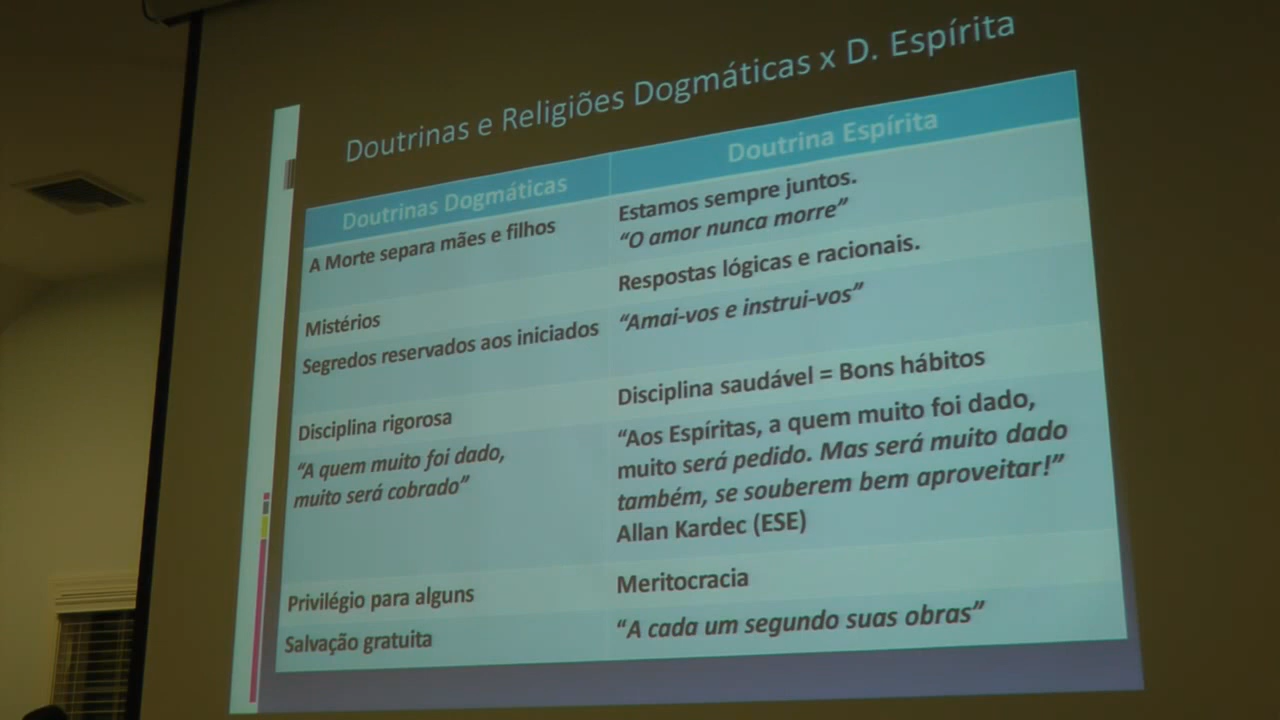 Doutrinas e Religiões Dogmáticas x D. Espírita
Doutrinas Dogmáticas
Doutrina Espírita
A Morte separa mães e filhos
Estamos sempre juntos.
“O amor nunca morre”
Mistérios
Respostas lógicas e racionais.
Segredos reservados aos iniciados
“Amai-vos e instrui-vos”
Disciplina rigorosa
Disciplina saudável = Bons hábitos
“A quem muito foi dado,
muito será cobrado”
“Aos Espíritas, a quem muito foi dado,
muito será pedido. Mas será muito dado
também, se souberem bem aproveitar!”
Allan Kardec (ESE)
Privilégio para alguns
Meritocracia
Salvação gratuita
“A cada um segundo suas obras”